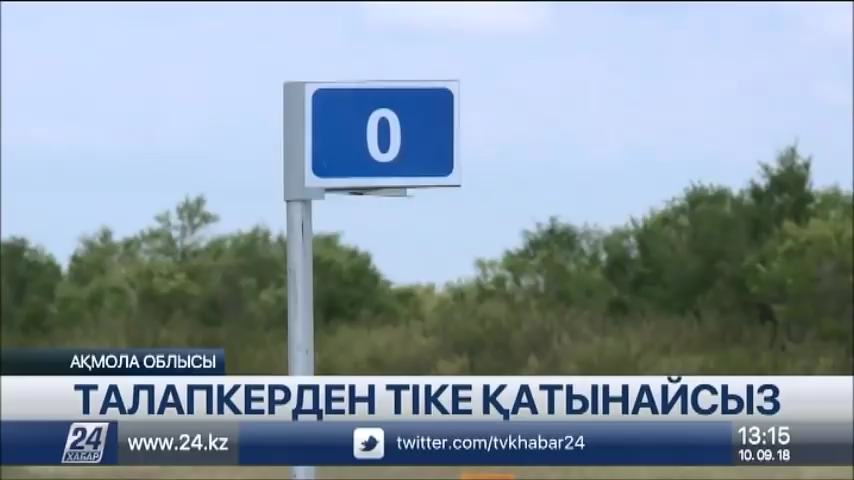 0
АҚМОЛА ОБЛЫСЫ
ТАЛАПКЕРДЕН ТІКЕ ҚАТЫНАЙСЫЗ
24 ХАБАР www.24.kz twitter.com/tvkhabar24 13:15
10. 09. 18